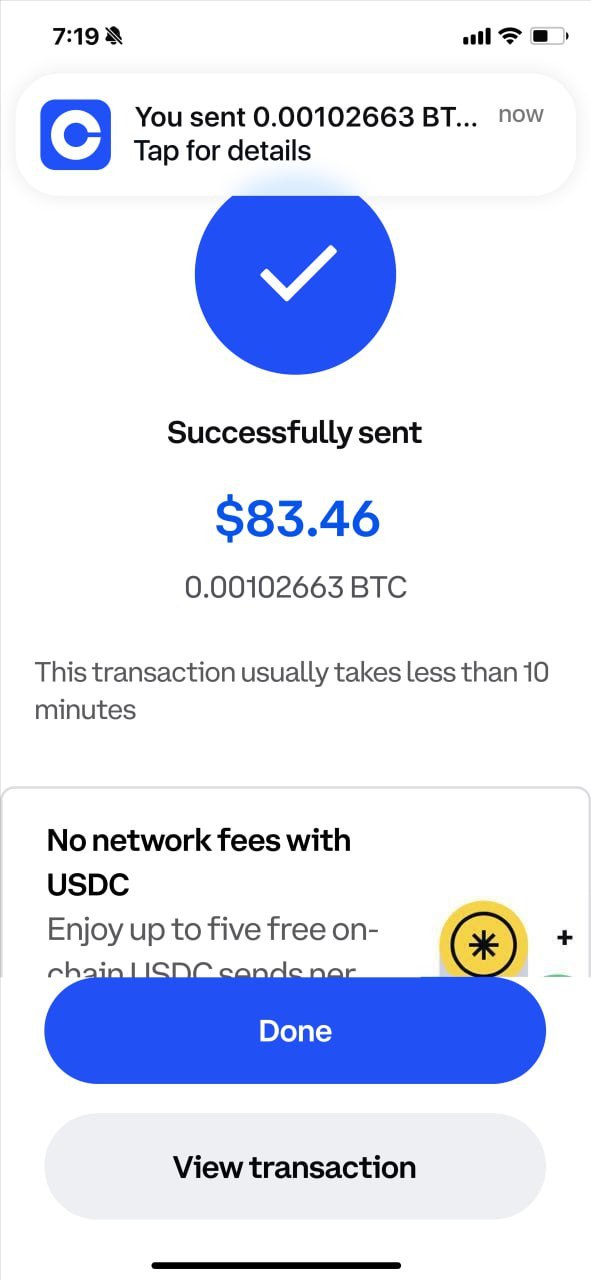 7:19
You sent 0.00102663 BT... now
Tap for details
Successfully sent
$83.46
0.00102663 BTC
This transaction usually takes less than 10
minutes
No network fees with
USDC
Enjoy up to five free on-
chain USDC sends per
Done
View transaction